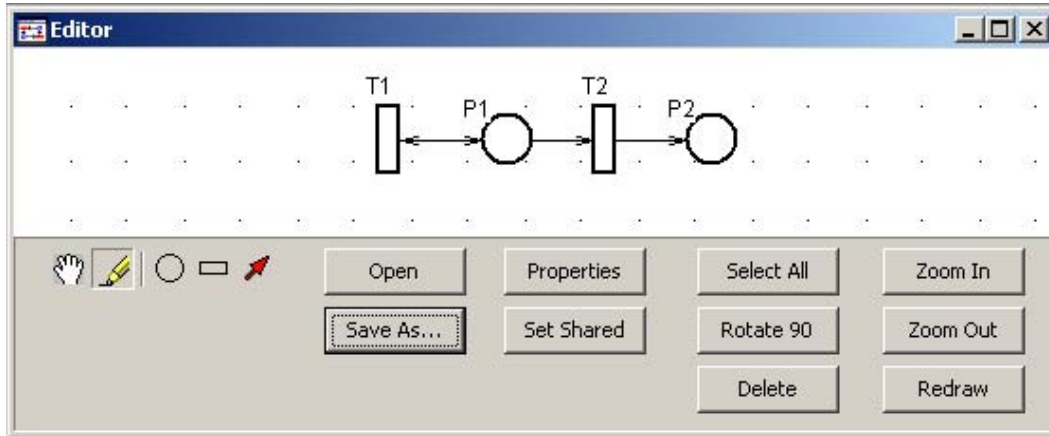 Editor
T1 T2
P1 P2
Open Properties Select All Zoom In
Save As... Set Shared Rotate 90 Zoom Out
Delete Redraw